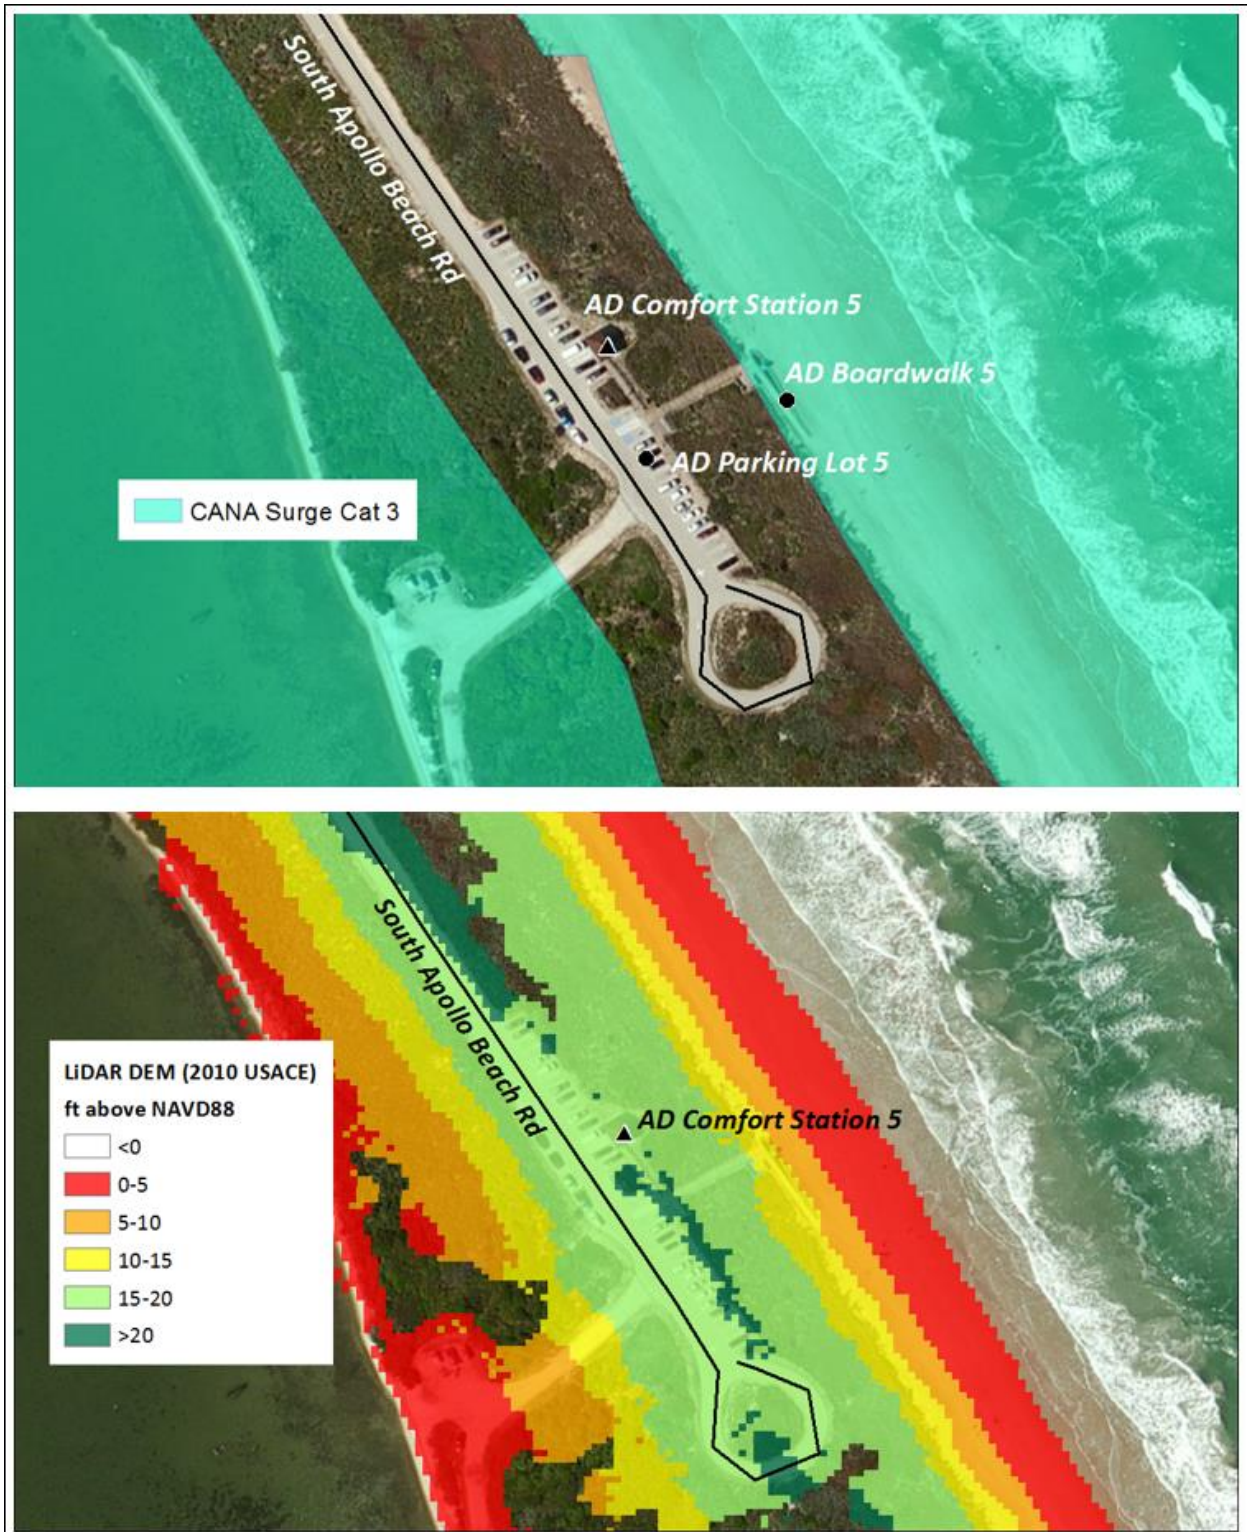 South Apollo Beach Rd
AD Comfort Station 5
AD Boardwalk 5
AD Parking Lot 5
CANA Surge Cat 3
South Apollo Beach Rd
LiDAR DEM (2010 USACE)
ft above NAVD88
<0
0-5
5-10
10-15
15-20
>20
AD Comfort Station 5